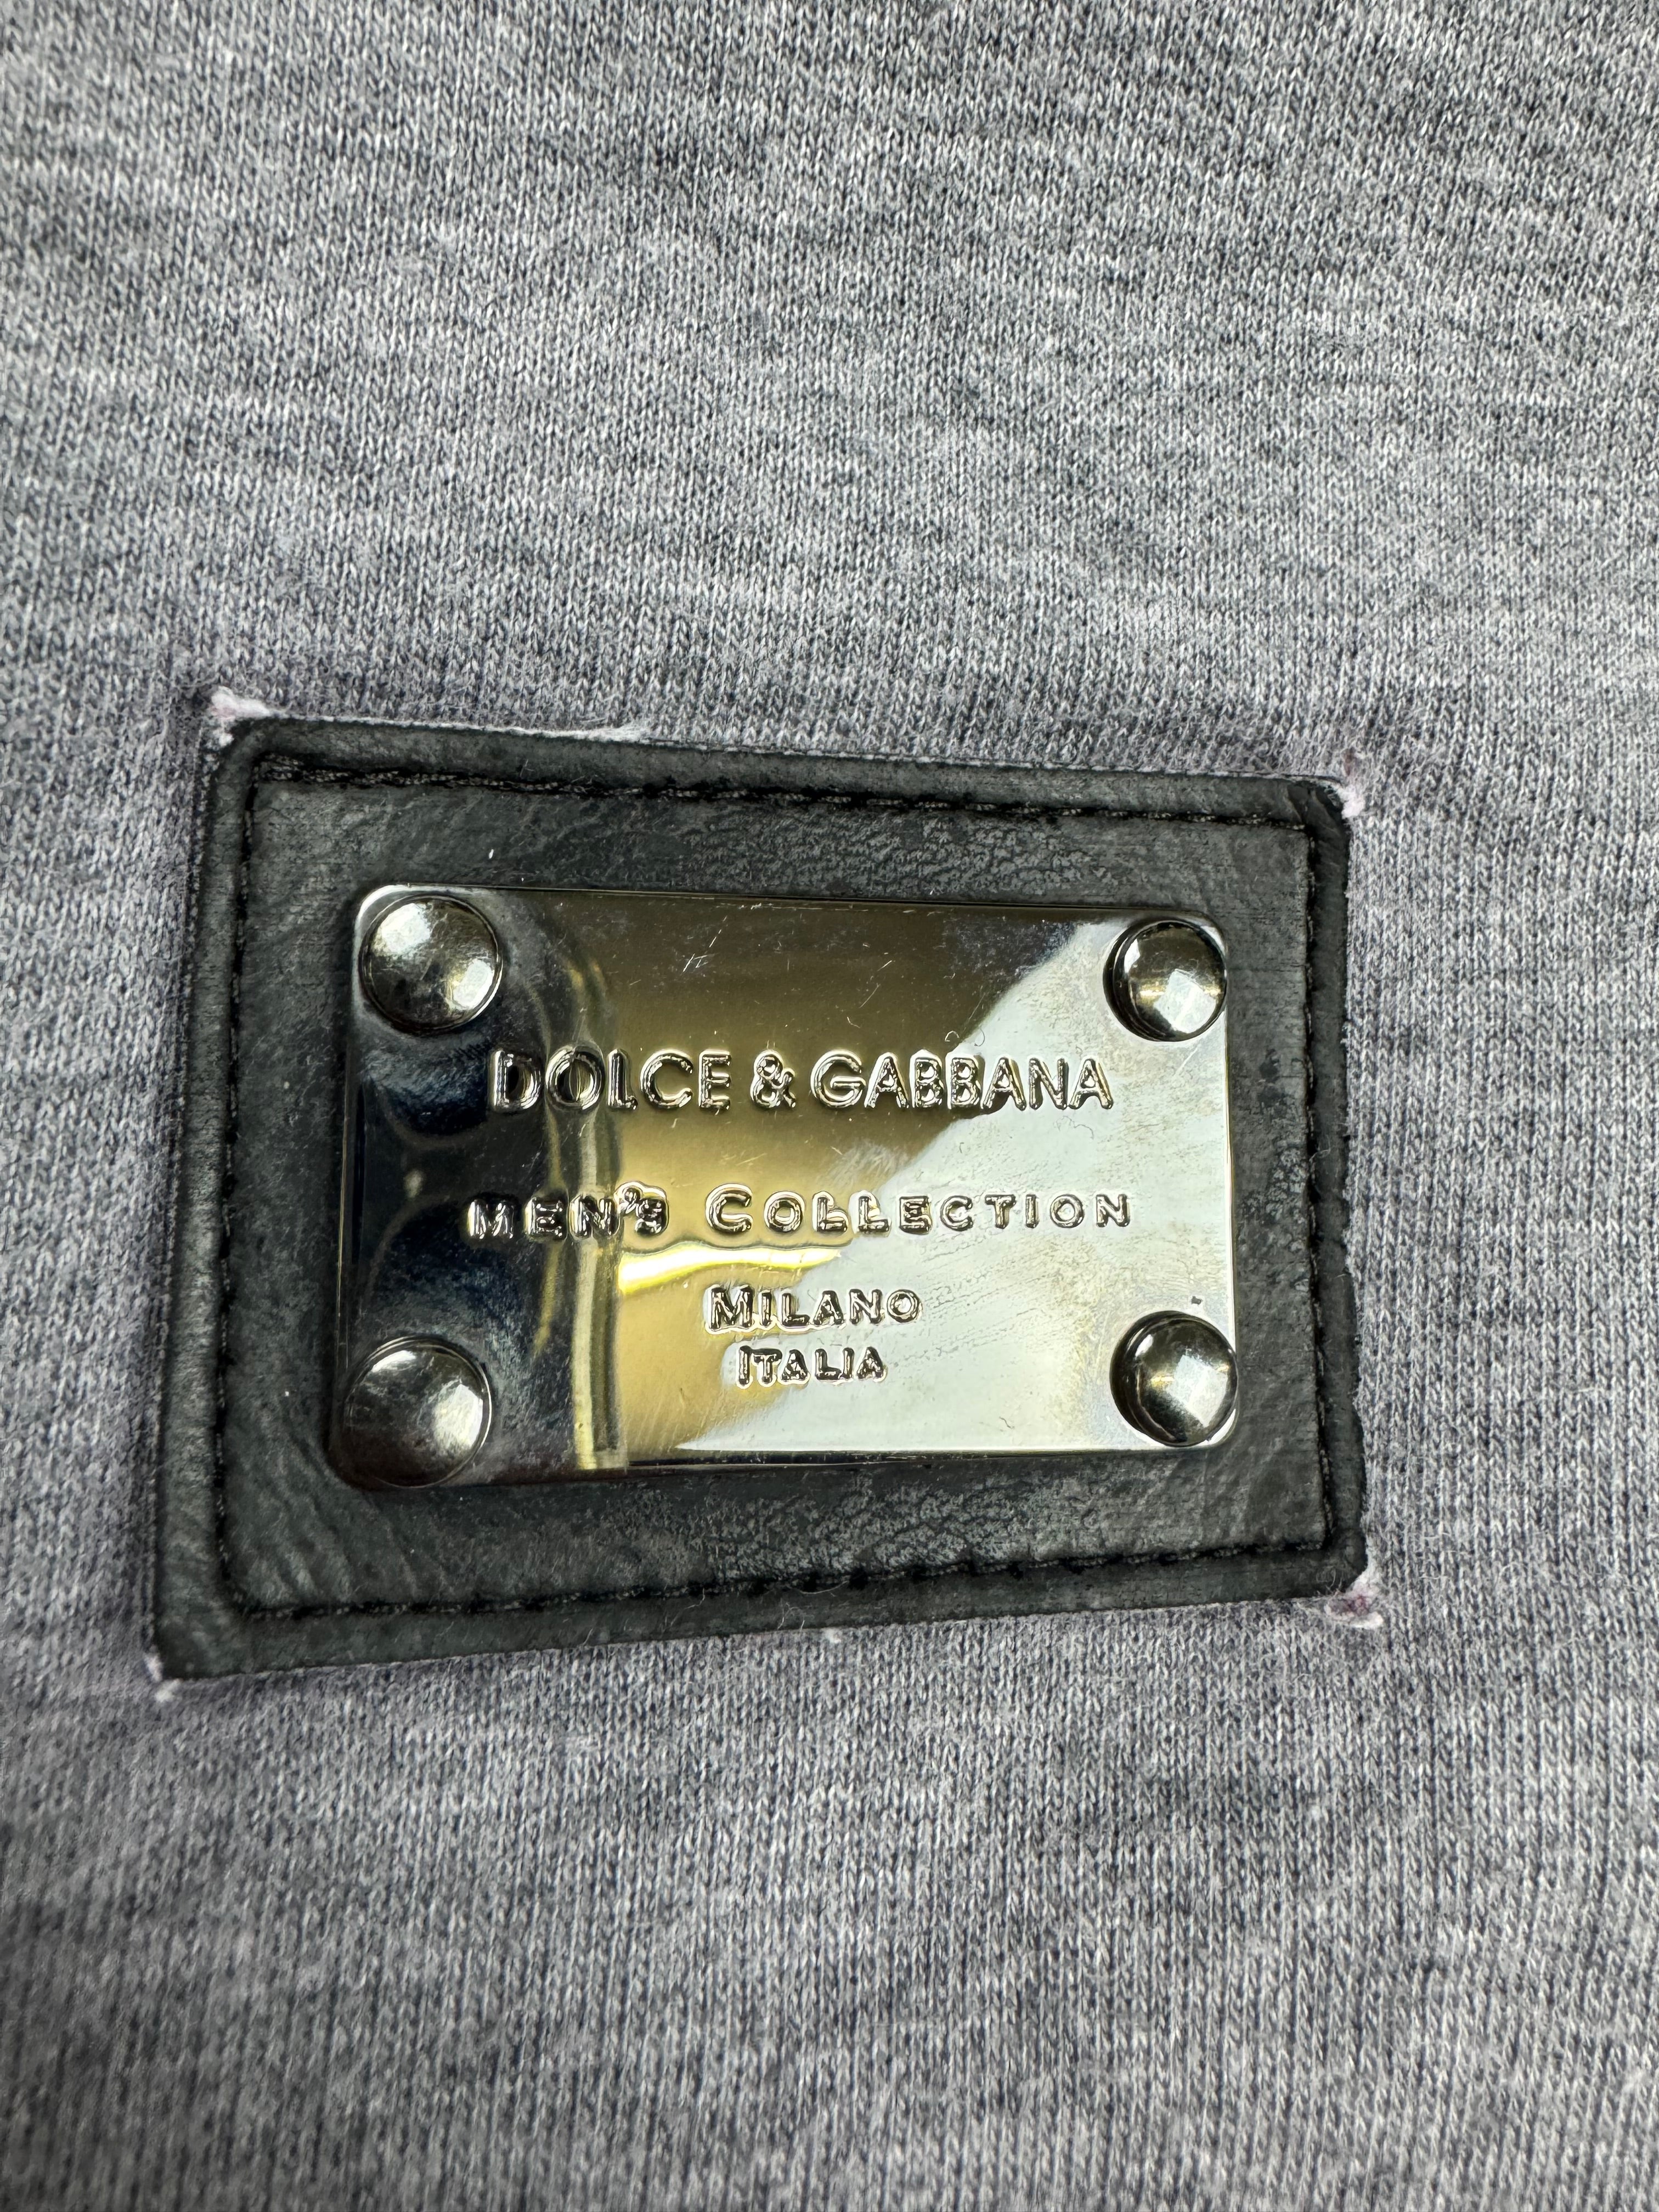 DOLCE & GABBANA
MEN'S COLLECTION
MILANO
ITALIA